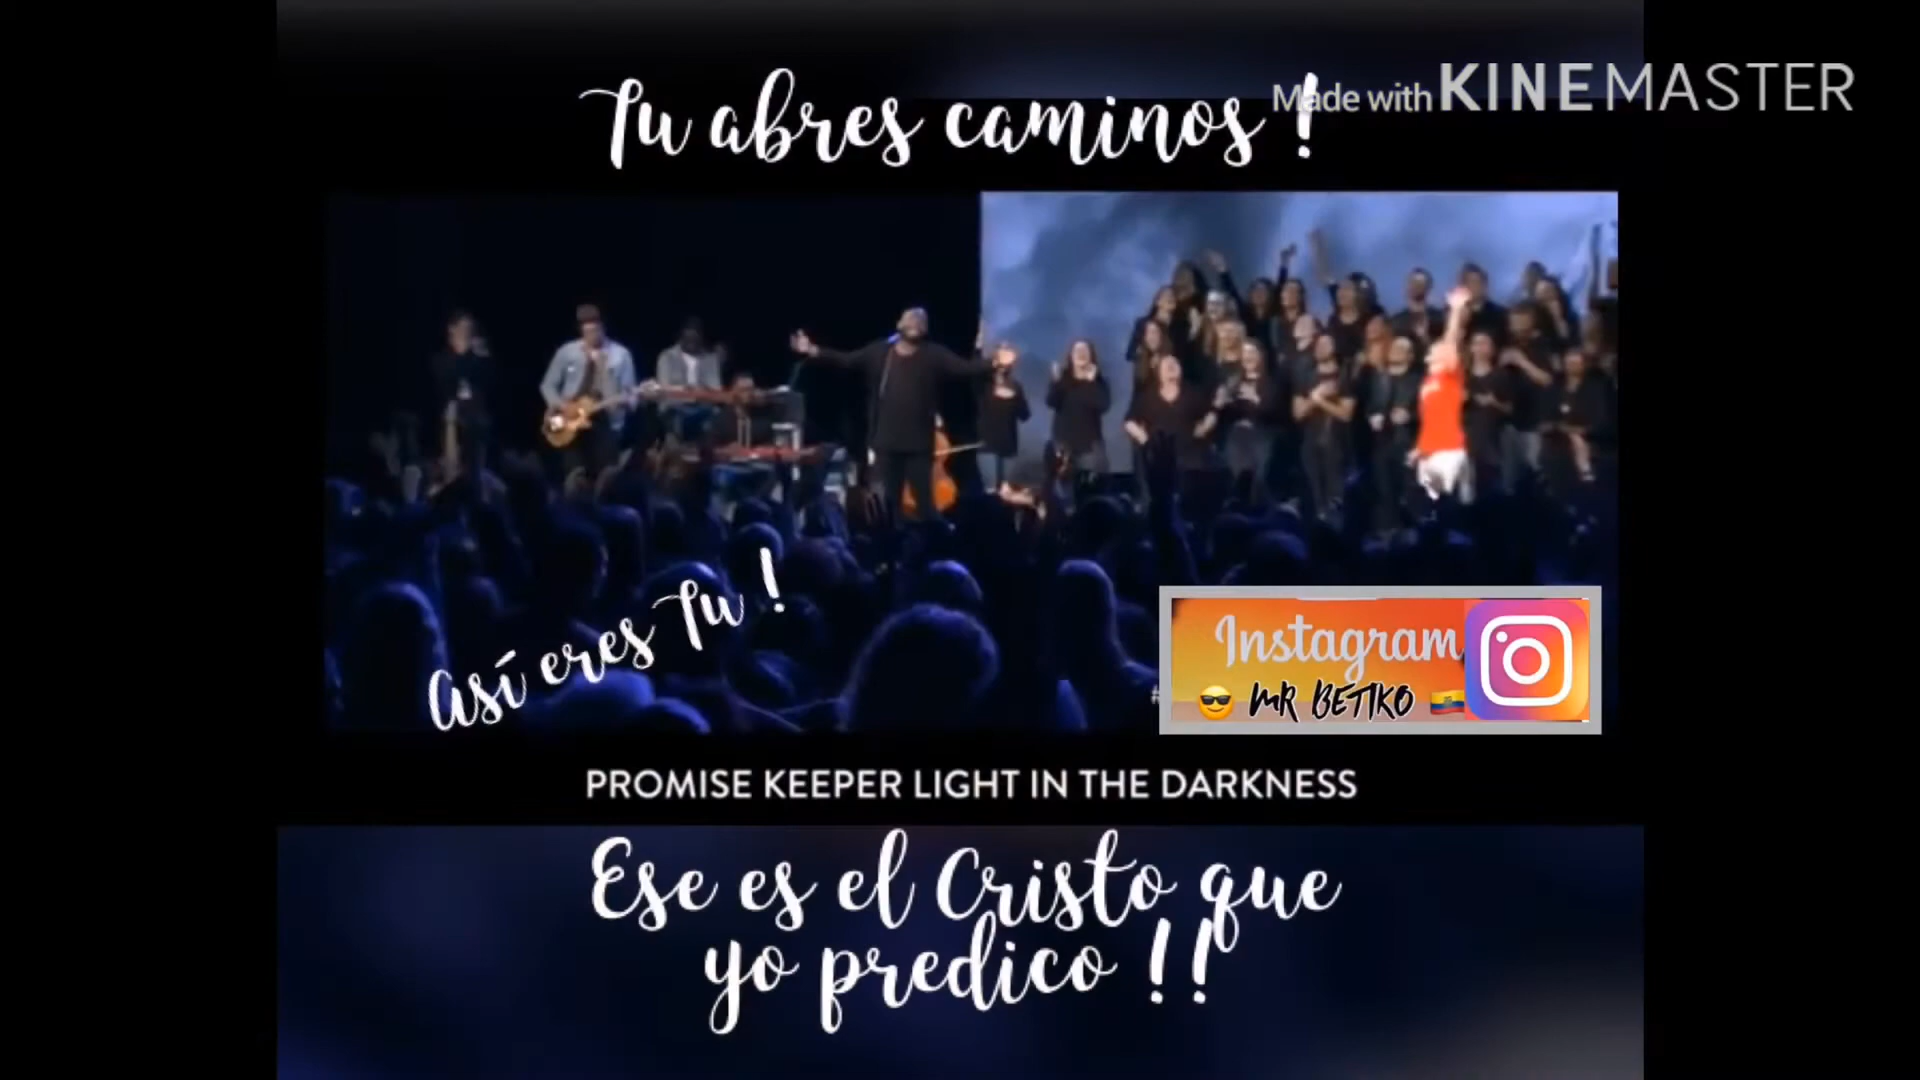 Tu abres caminos !
Made with KINEMASTER
Así eres Tu !
Instagram
MR BETIKO
#
PROMISE KEEPER LIGHT IN THE DARKNESS
Ese es el Cristo que
yo predico !!